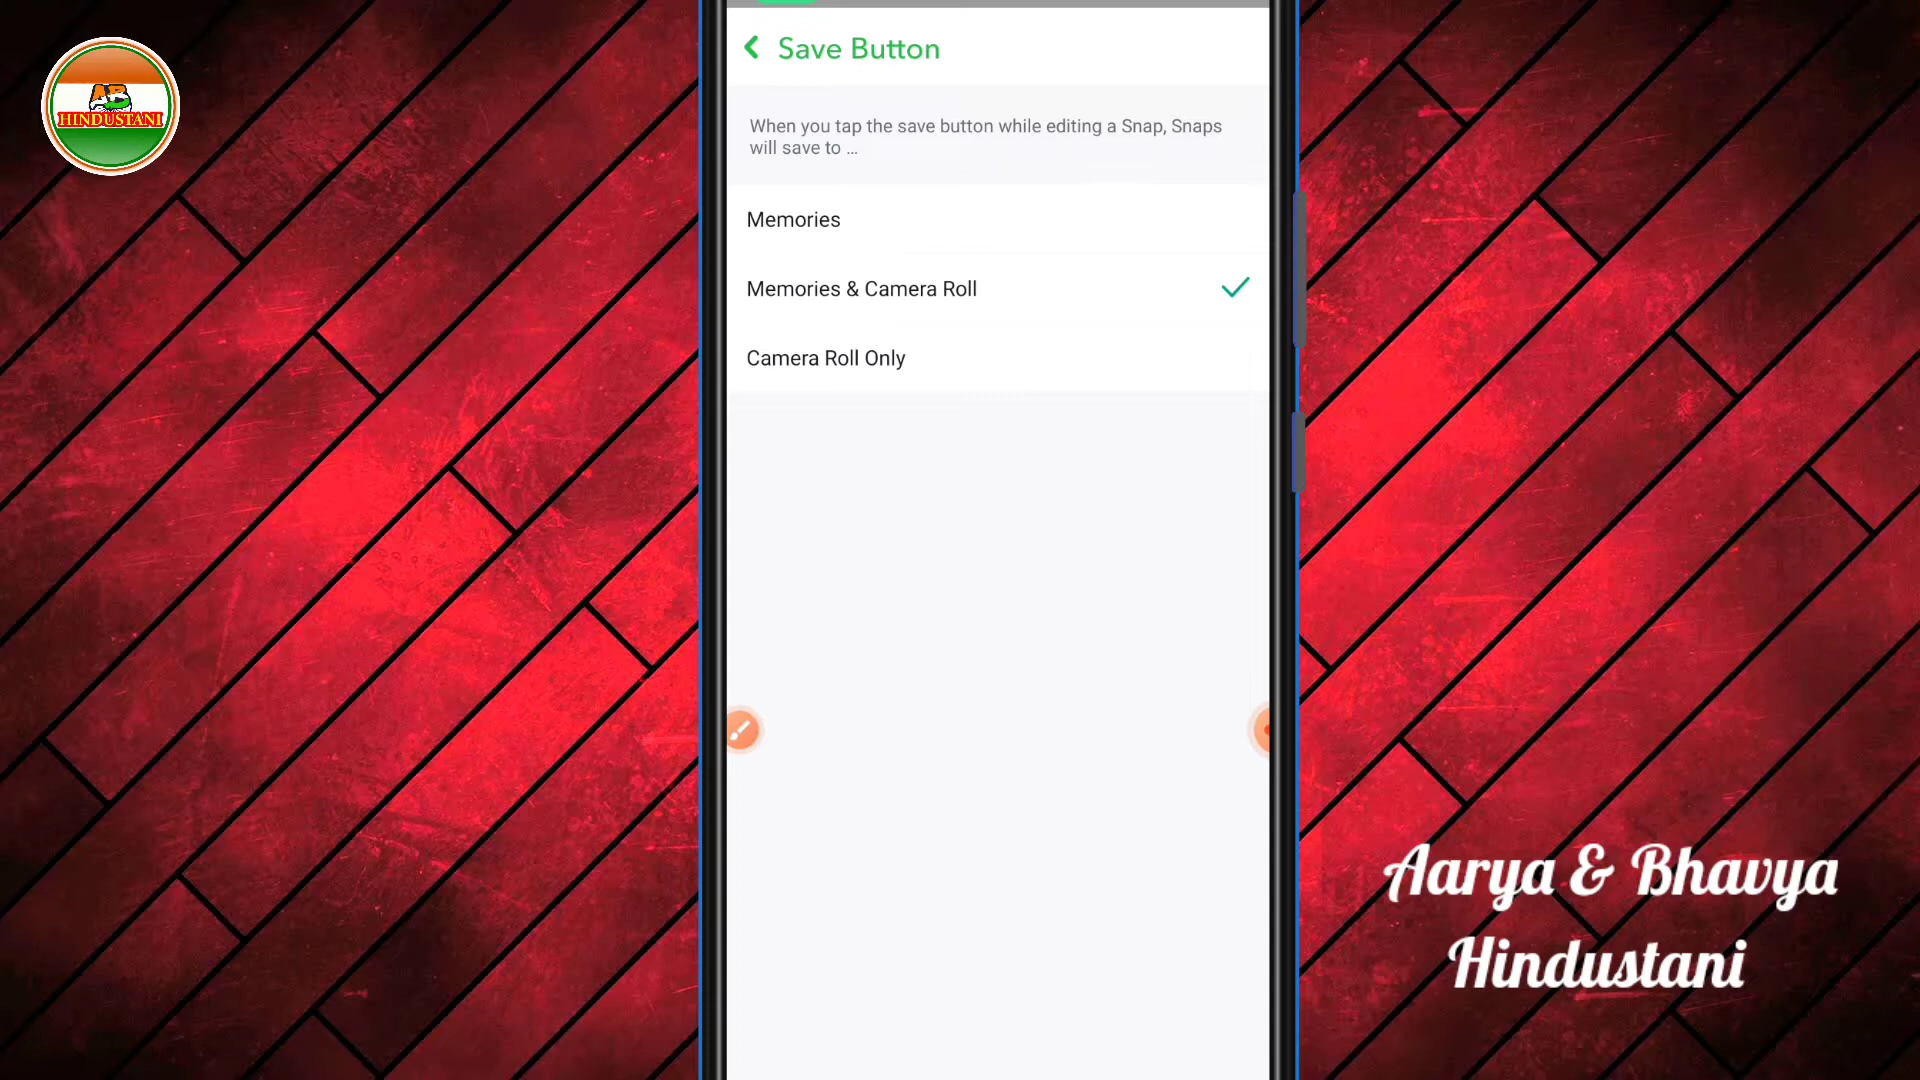 AB
HINDUSTANI
Save Button
When you tap the save button while editing a Snap, Snaps
will save to ...
Memories
Memories & Camera Roll
Camera Roll Only
Aarya & Bhavya
Hindustani